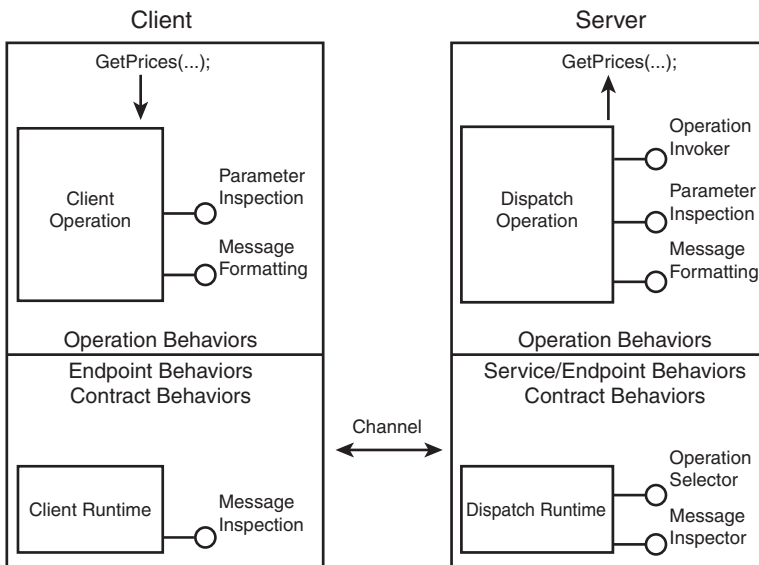 Client
GetPrices(...);
Client
Operation
Parameter
Inspection
Message
Formatting
Operation Behaviors
Endpoint Behaviors
Contract Behaviors
Client Runtime
Message
Inspection
Channel
Server
GetPrices(...);
Dispatch
Operation
Operation
Invoker
Parameter
Inspection
Message
Formatting
Operation Behaviors
Service/Endpoint Behaviors
Contract Behaviors
Dispatch Runtime
Operation
Selector
Message
Inspector